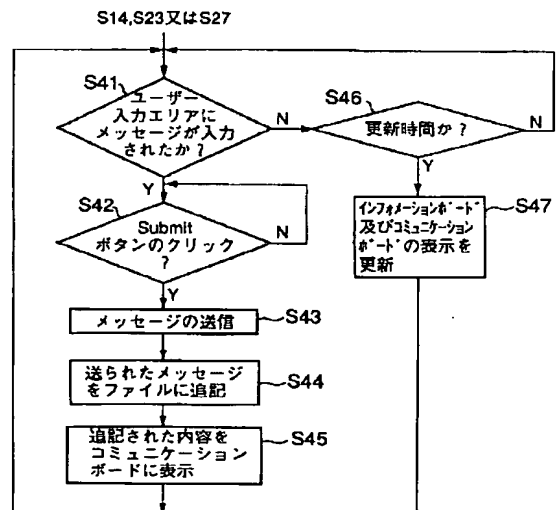 S14,S23又はS27
S41
ユーザー
入力エリアに
メッセージが入力
されたか?
N
Y
S46
更新時間か?
N
Y
S42
Submit
ボタンのクリック
?
N
Y
インフォメーションボード
及びコミュニケーション
ボードの表示を
更新
S47
メッセージの送信
S43
送られたメッセージ
をファイルに追記
S44
追記された内容を
コミュニケーション
ボードに表示
S45